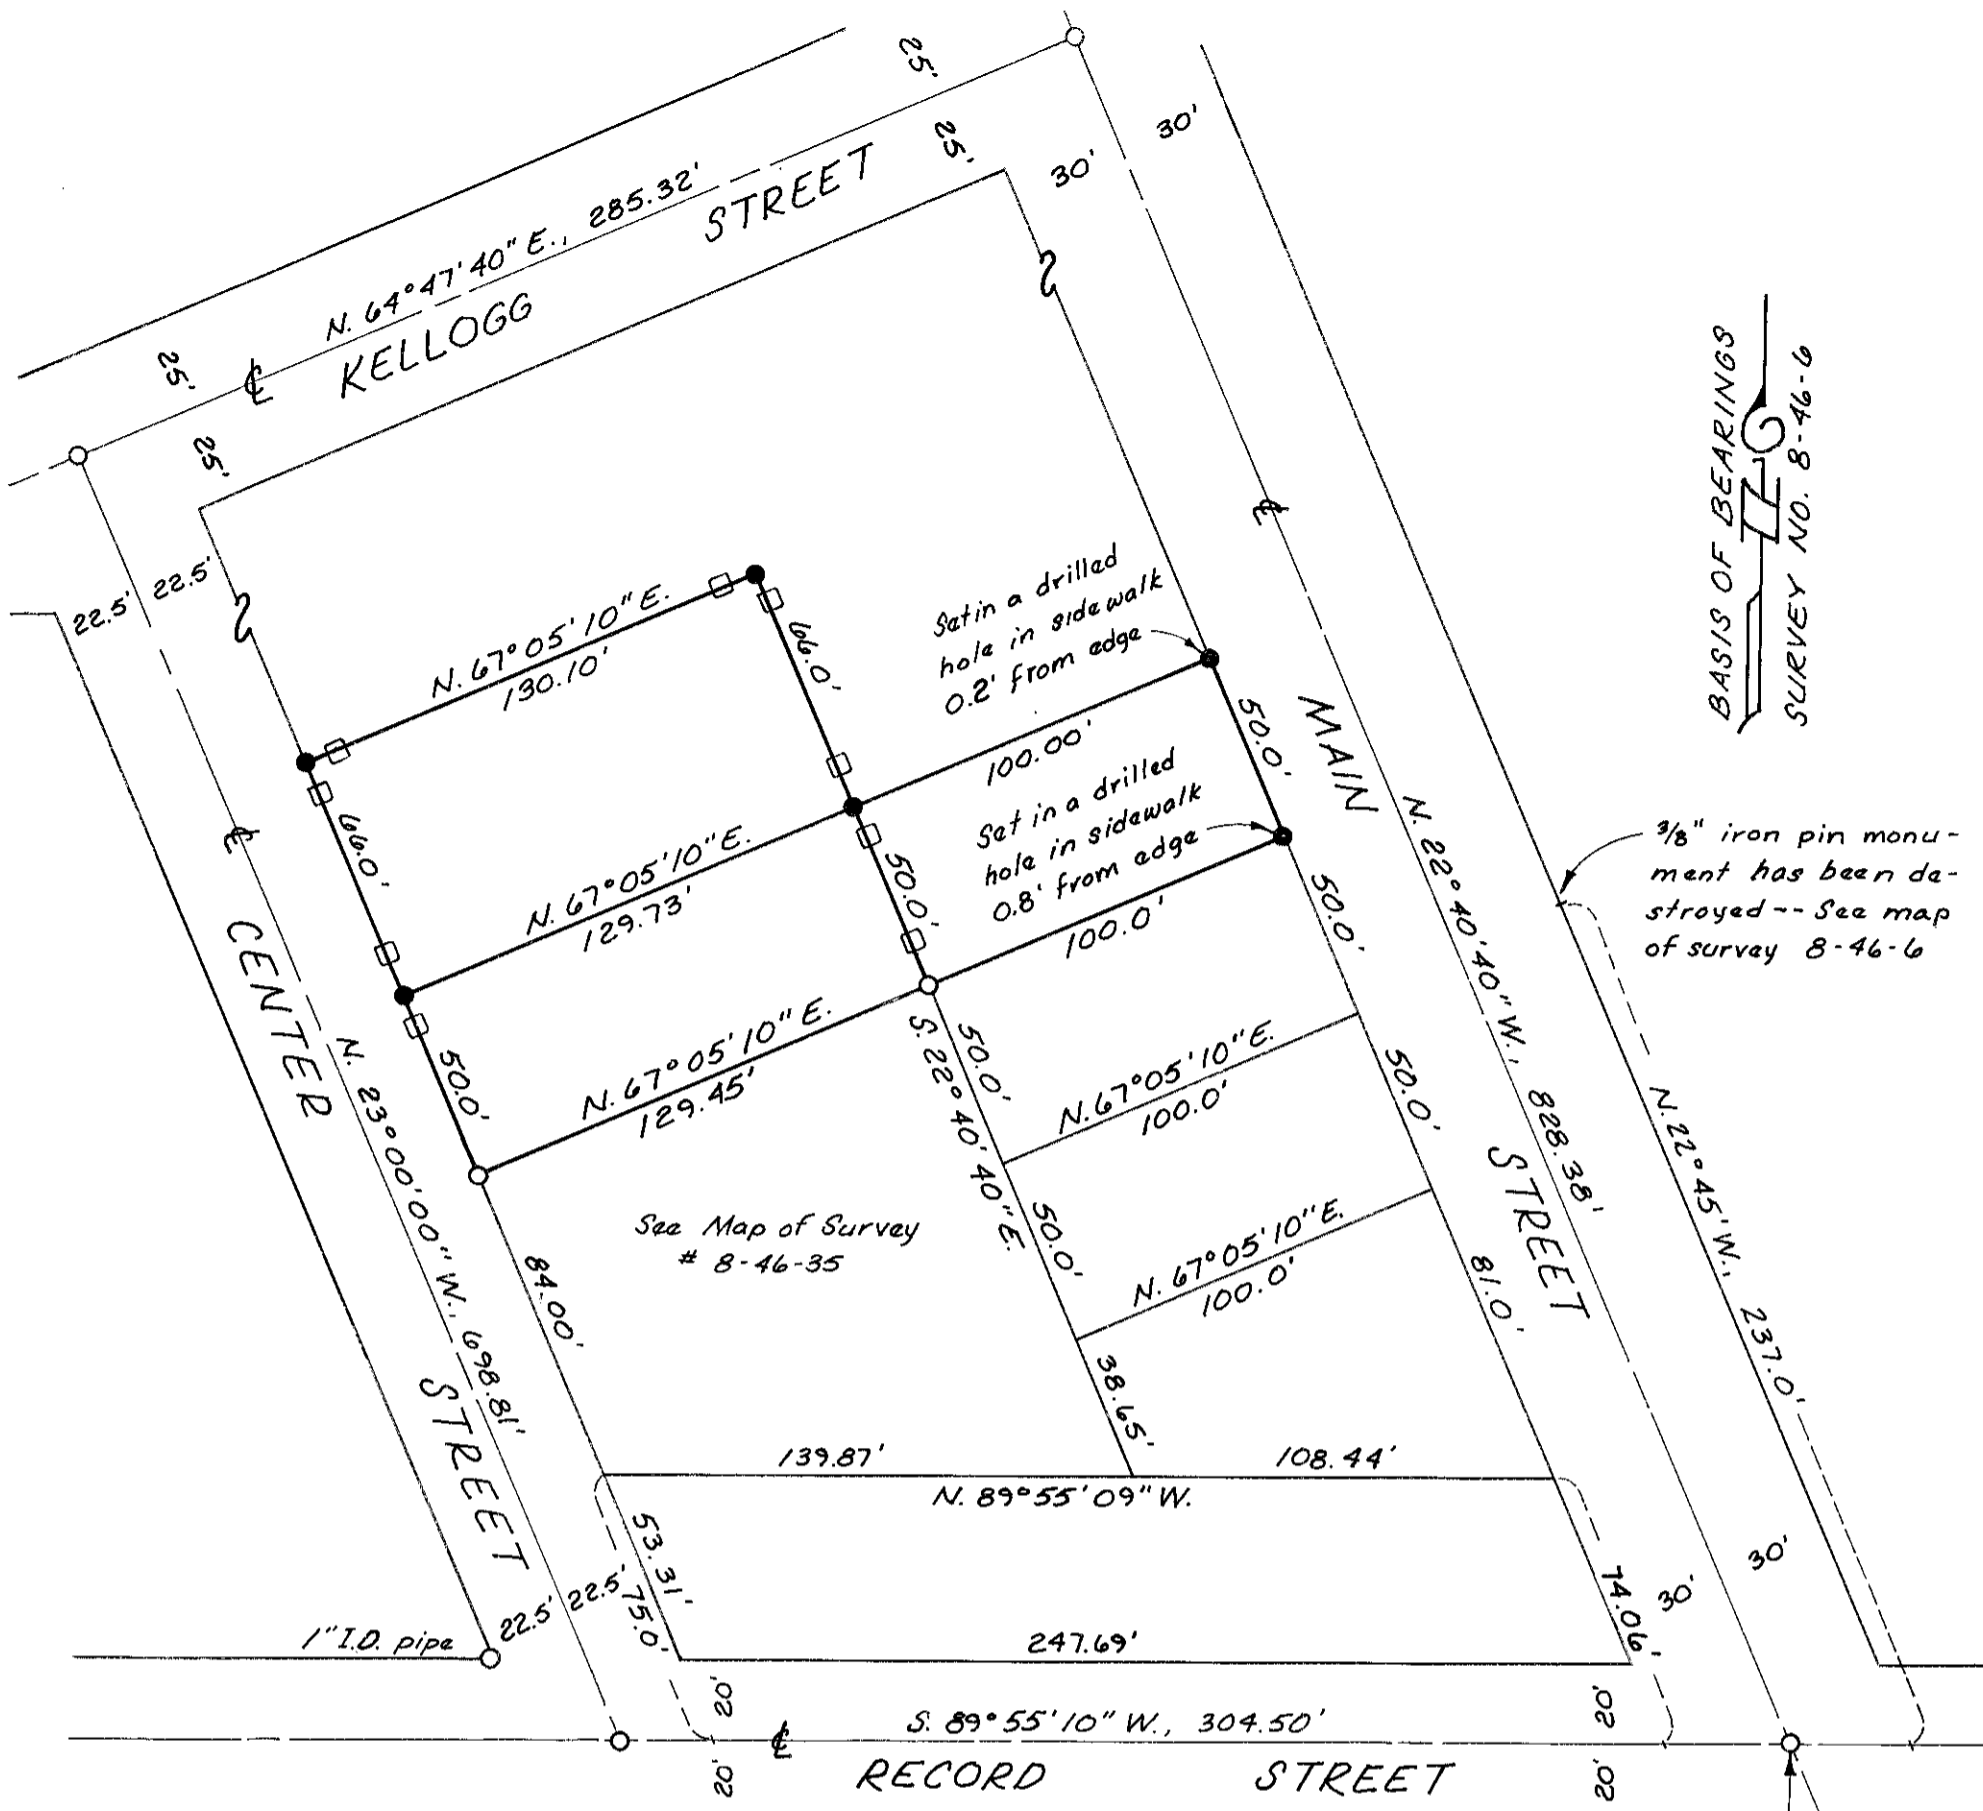 25'
25'
30'
30'
N. 64°47'40" E., 285.32'
KELLOGG STREET
25'
℄
25'
22.5'
22.5'
℄
BASIS OF BEARINGS
SURVEY NO. 8-46-6
N. 67°05'10" E.
130.10'
66.0'
Set in a drilled
hole in sidewalk
0.2' from edge
100.00'
50.0'
MAIN STREET
N. 22°40'40" W., 828.38'
Set in a drilled
hole in sidewalk
0.8' from edge
100.0'
50.0'
3/8" iron pin monu-
ment has been de-
stroyed -- See map
of survey 8-46-6
℄
66.0'
N. 67°05'10" E.
129.73'
50.0'
CENTER STREET
N. 23°00'00" W., 698.81'
50.0'
N. 67°05'10" E.
129.45'
S. 22°40'40" E.
50.0'
N. 67°05'10" E.
100.0'
50.0'
N. 22°45' W., 237.0'
See Map of Survey
# 8-46-35
84.00'
50.0'
N. 67°05'10" E.
100.0'
81.0'
38.65'
139.87'
108.44'
N. 89°55'09" W.
53.31'
75.0'
22.5'
22.5'
74.06'
30'
30'
1" I.D. pipe
247.69'
20'
20'
S. 89°55'10" W., 304.50'
℄
RECORD STREET
20'
20'